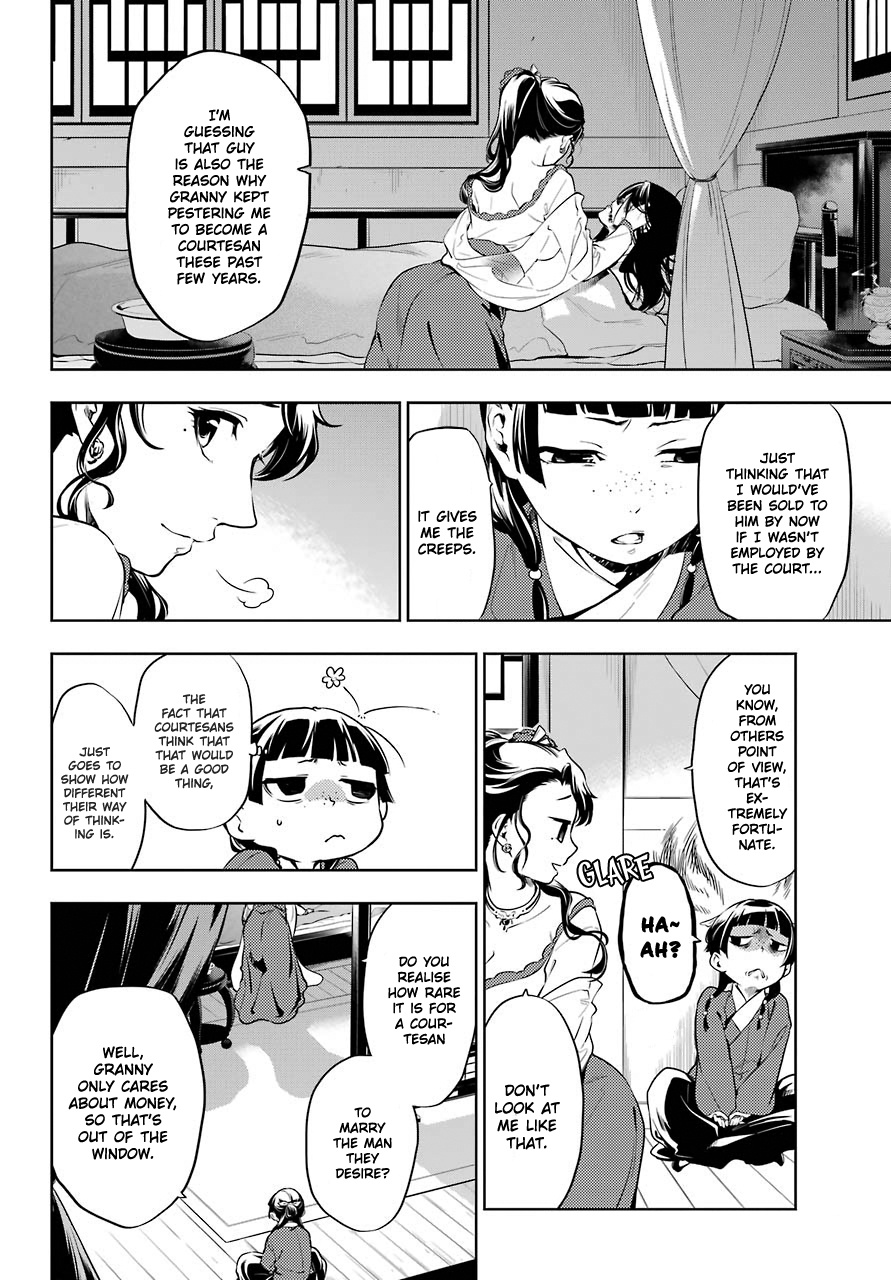 I'M
GUESSING
THAT GUY
IS ALSO THE
REASON WHY
GRANNY KEPT
PESTERING ME
TO BECOME A
COURTESAN
THESE PAST
FEW YEARS.
JUST
THINKING THAT
I WOULD'VE
BEEN SOLD TO
HIM BY NOW
IF I WASN'T
EMPLOYED BY
THE COURT...
IT GIVES
ME THE
CREEPS.
YOU
KNOW,
FROM
OTHERS
POINT
OF VIEW,
THAT'S
EX-
TREMELY
FORTU-
NATE.
GLARE
HA~
AH?
DON'T
LOOK AT
ME LIKE
THAT.
THE
FACT THAT
COURTESANS
THINK THAT
THAT WOULD
BE A GOOD
THING,
JUST
GOES TO
SHOW HOW
DIFFERENT
THEIR WAY
OF THINK-
ING IS.
DO YOU
REALISE
HOW RARE
IT IS FOR
A COUR-
TESAN
TO
MARRY
THE MAN
THEY
DESIRE?
WELL,
GRANNY
ONLY CARES
ABOUT MONEY,
SO THAT'S
OUT OF THE
WINDOW.